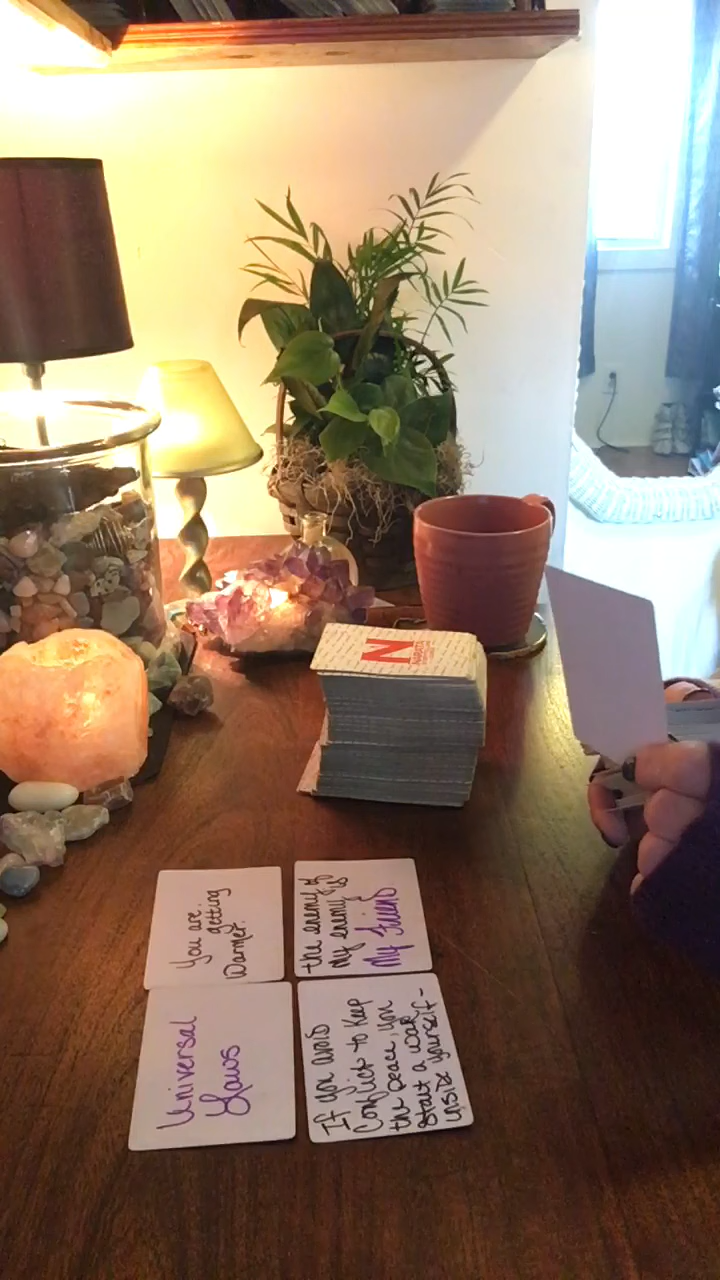 N
You are
getting
Warmer.
the enemy of
my enemy is
My Friend
Universal
Laws
If you avoid
Conflict to Keep
the peace, you
start a war
inside yourself-